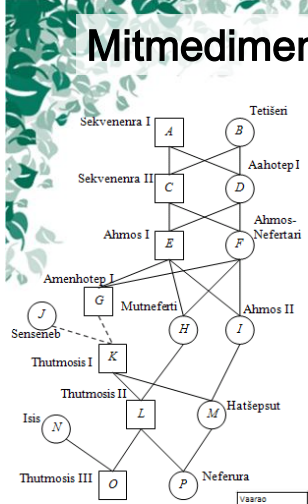 Mitmedimen
Tetišeri
Sekvenenra I
A
B
Aahotep I
Sekvenenra II
C
D
Ahmos-
Nefertari
Ahmos I
E
F
Amenhotep I
G
Mutneferti
Ahmos II
J
H
I
Senseneb
K
Thutmosis I
Thutmosis II
Isis
L
M
Hatšepsut
N
Thutmosis III
O
P
Neferura
Vaarao